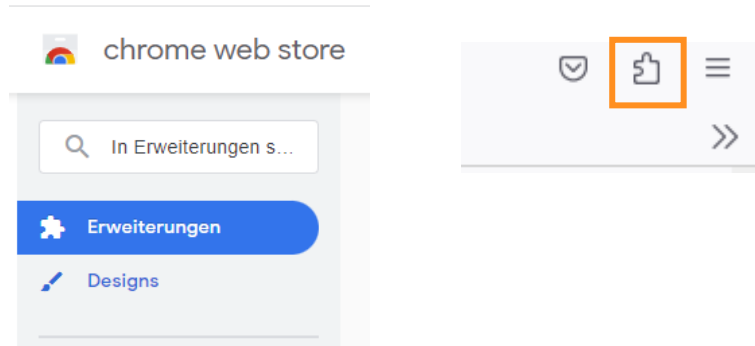 chrome web store
In Erweiterungen s...
Erweiterungen
Designs